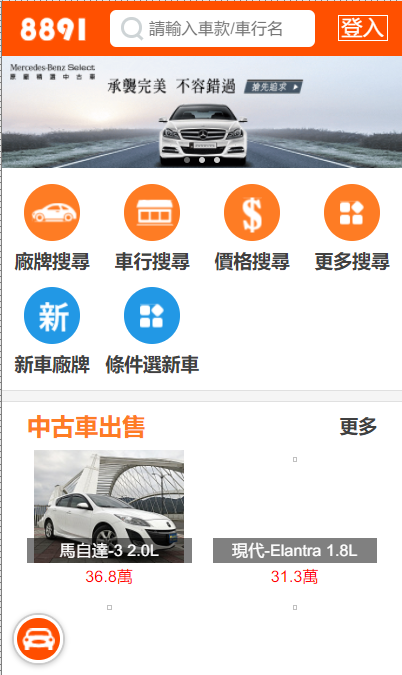 8891
請輸入車款/車行名
登入
Mercedes-Benz Select
原廠精選中古車
承襲完美 不容錯過
搶先追求
廠牌搜尋
車行搜尋
價格搜尋
更多搜尋
新
新車廠牌
條件選新車
中古車出售
更多
馬自達-3 2.0L
現代-Elantra 1.8L
36.8萬
31.3萬